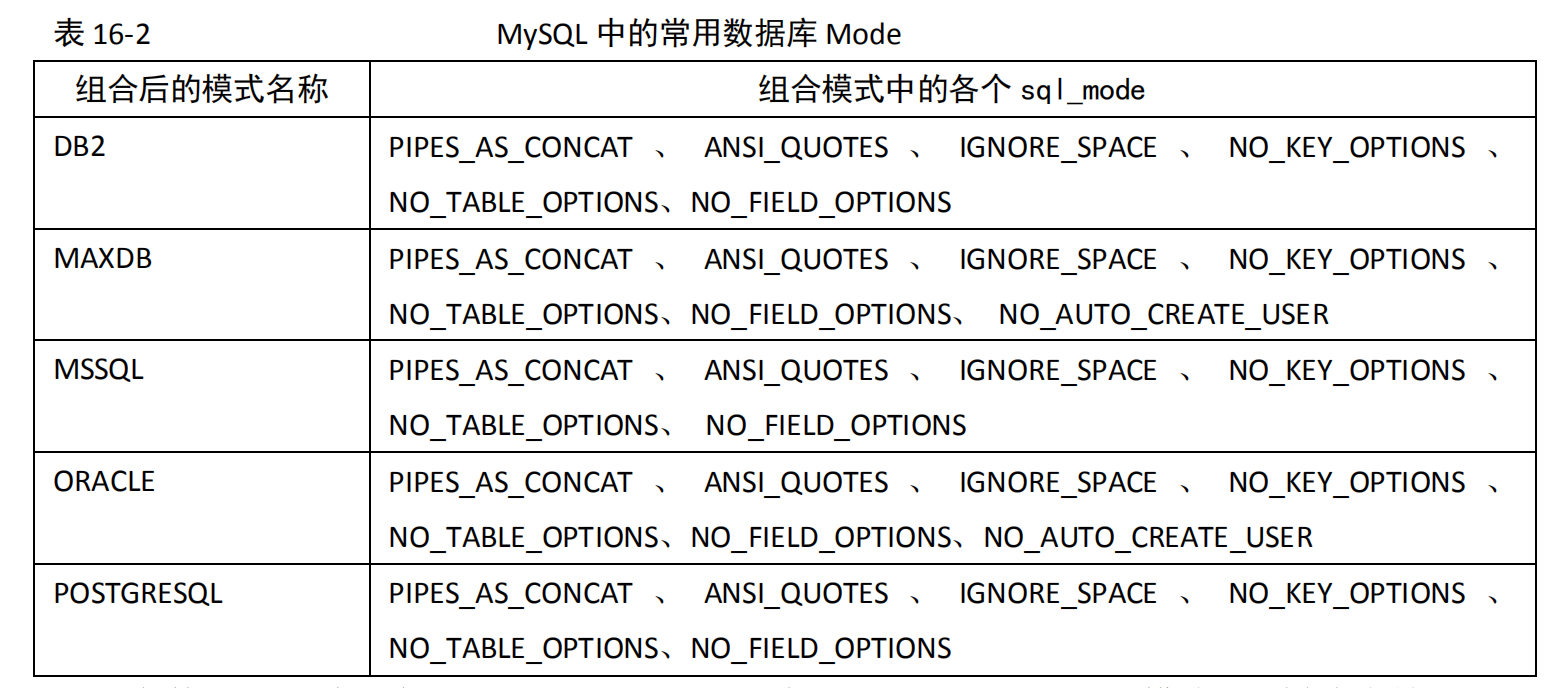 表 16-2 MySQL 中的常用数据库 Mode
组合后的模式名称 组合模式中的各个 sql_mode
DB2 PIPES_AS_CONCAT 、 ANSI_QUOTES 、 IGNORE_SPACE 、 NO_KEY_OPTIONS 、
NO_TABLE_OPTIONS、NO_FIELD_OPTIONS
MAXDB PIPES_AS_CONCAT 、 ANSI_QUOTES 、 IGNORE_SPACE 、 NO_KEY_OPTIONS 、
NO_TABLE_OPTIONS、NO_FIELD_OPTIONS、 NO_AUTO_CREATE_USER
MSSQL PIPES_AS_CONCAT 、 ANSI_QUOTES 、 IGNORE_SPACE 、 NO_KEY_OPTIONS 、
NO_TABLE_OPTIONS、 NO_FIELD_OPTIONS
ORACLE PIPES_AS_CONCAT 、 ANSI_QUOTES 、 IGNORE_SPACE 、 NO_KEY_OPTIONS 、
NO_TABLE_OPTIONS、NO_FIELD_OPTIONS、NO_AUTO_CREATE_USER
POSTGRESQL PIPES_AS_CONCAT 、 ANSI_QUOTES 、 IGNORE_SPACE 、 NO_KEY_OPTIONS 、
NO_TABLE_OPTIONS、NO_FIELD_OPTIONS